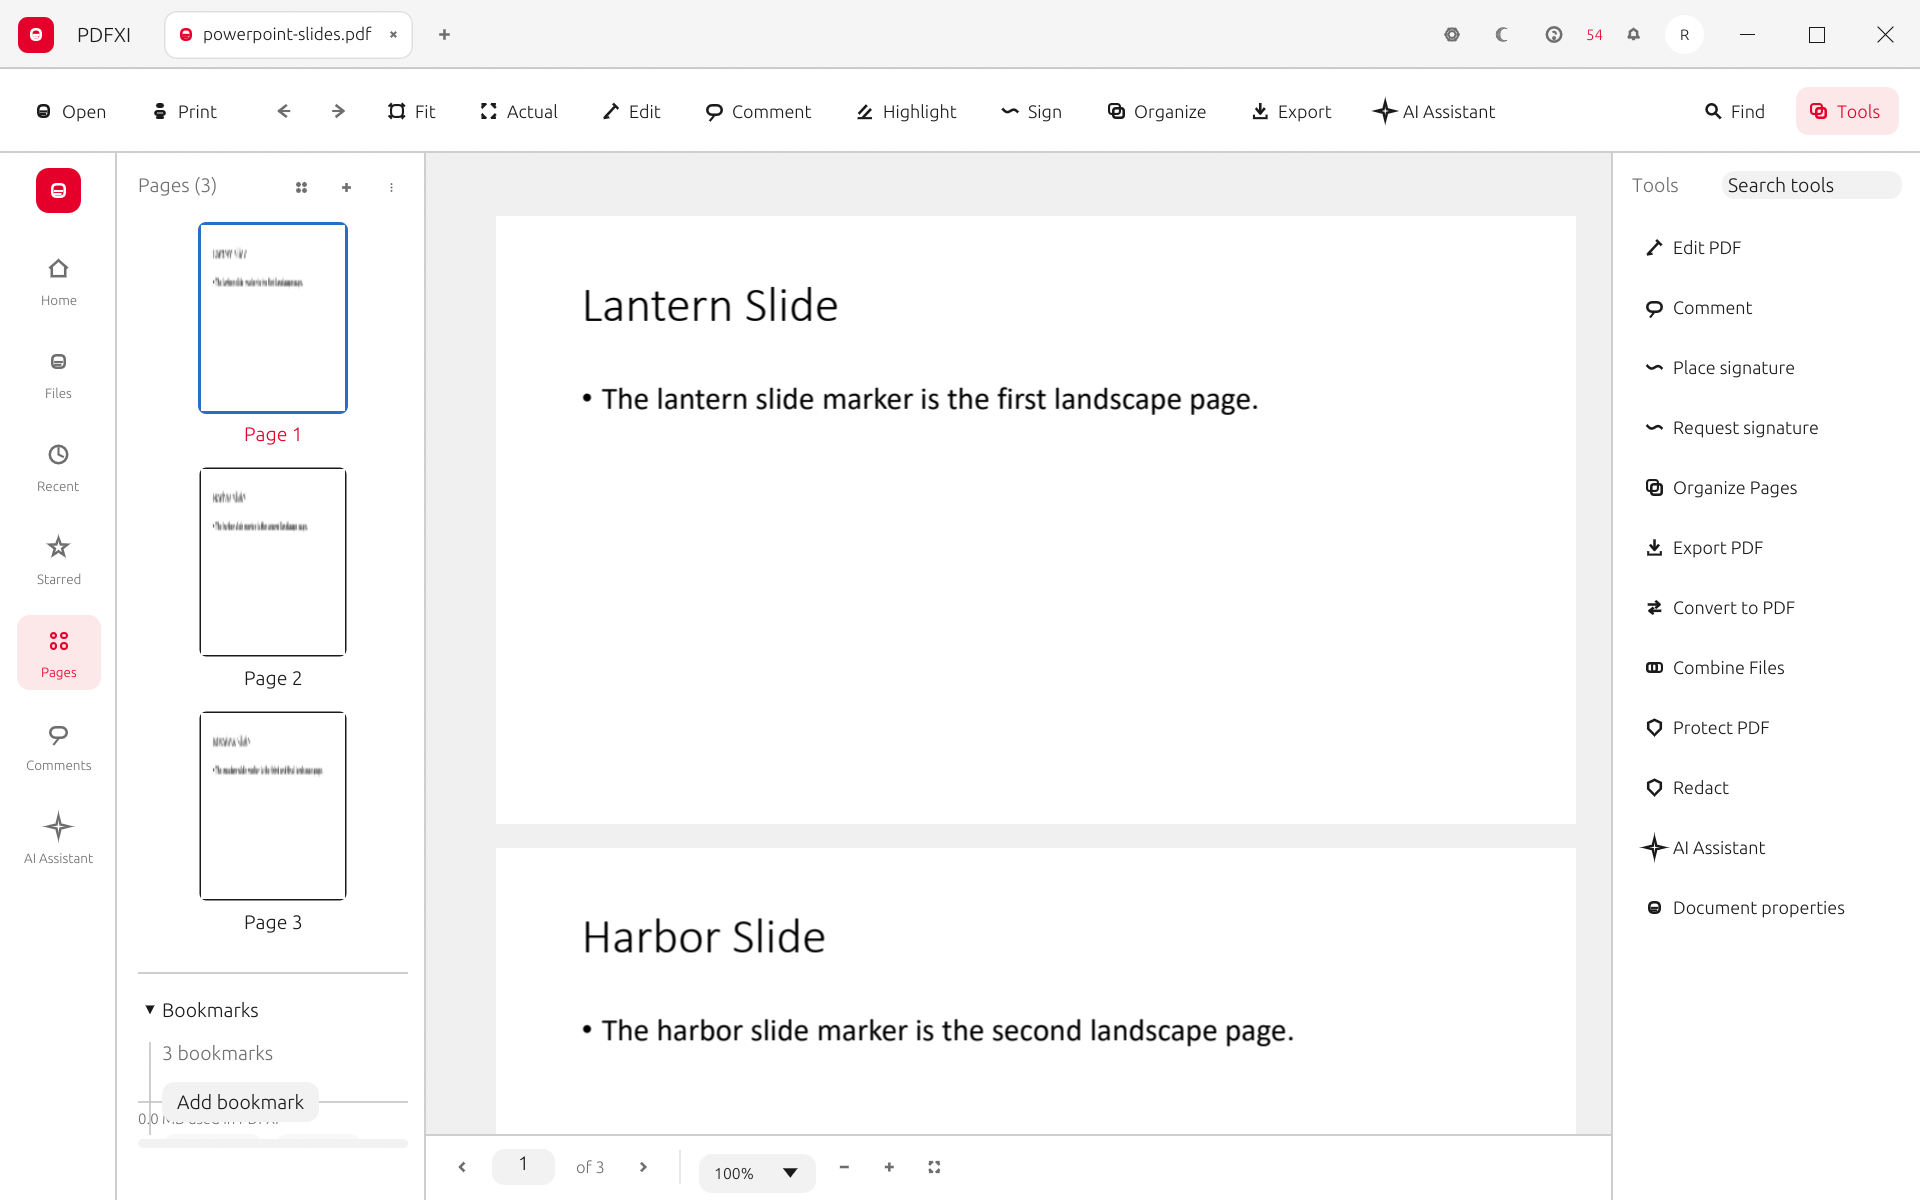 PDFXI
powerpoint-slides.pdf
54
R
Open
Print
Fit
Actual
Edit
Comment
Highlight
Sign
Organize
Export
AI Assistant
Find
Tools
Home
Files
Recent
Starred
Pages
Comments
AI Assistant
Pages (3)
Page 1
Page 2
Page 3
Bookmarks
3 bookmarks
Add bookmark
Lantern Slide
• The lantern slide marker is the first landscape page.
Harbor Slide
• The harbor slide marker is the second landscape page.
1
of 3
100%
Tools
Search tools
Edit PDF
Comment
Place signature
Request signature
Organize Pages
Export PDF
Convert to PDF
Combine Files
Protect PDF
Redact
AI Assistant
Document properties